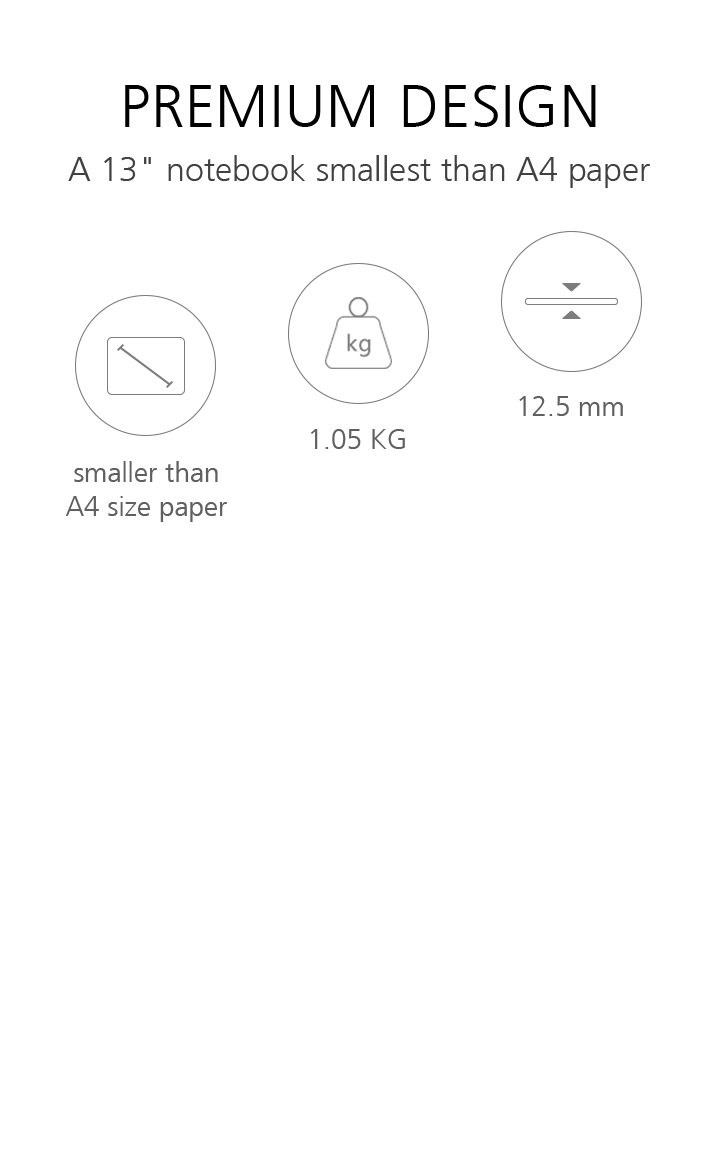 PREMIUM DESIGN
A 13" notebook smallest than A4 paper
kg
smaller than
A4 size paper
1.05 KG
12.5 mm